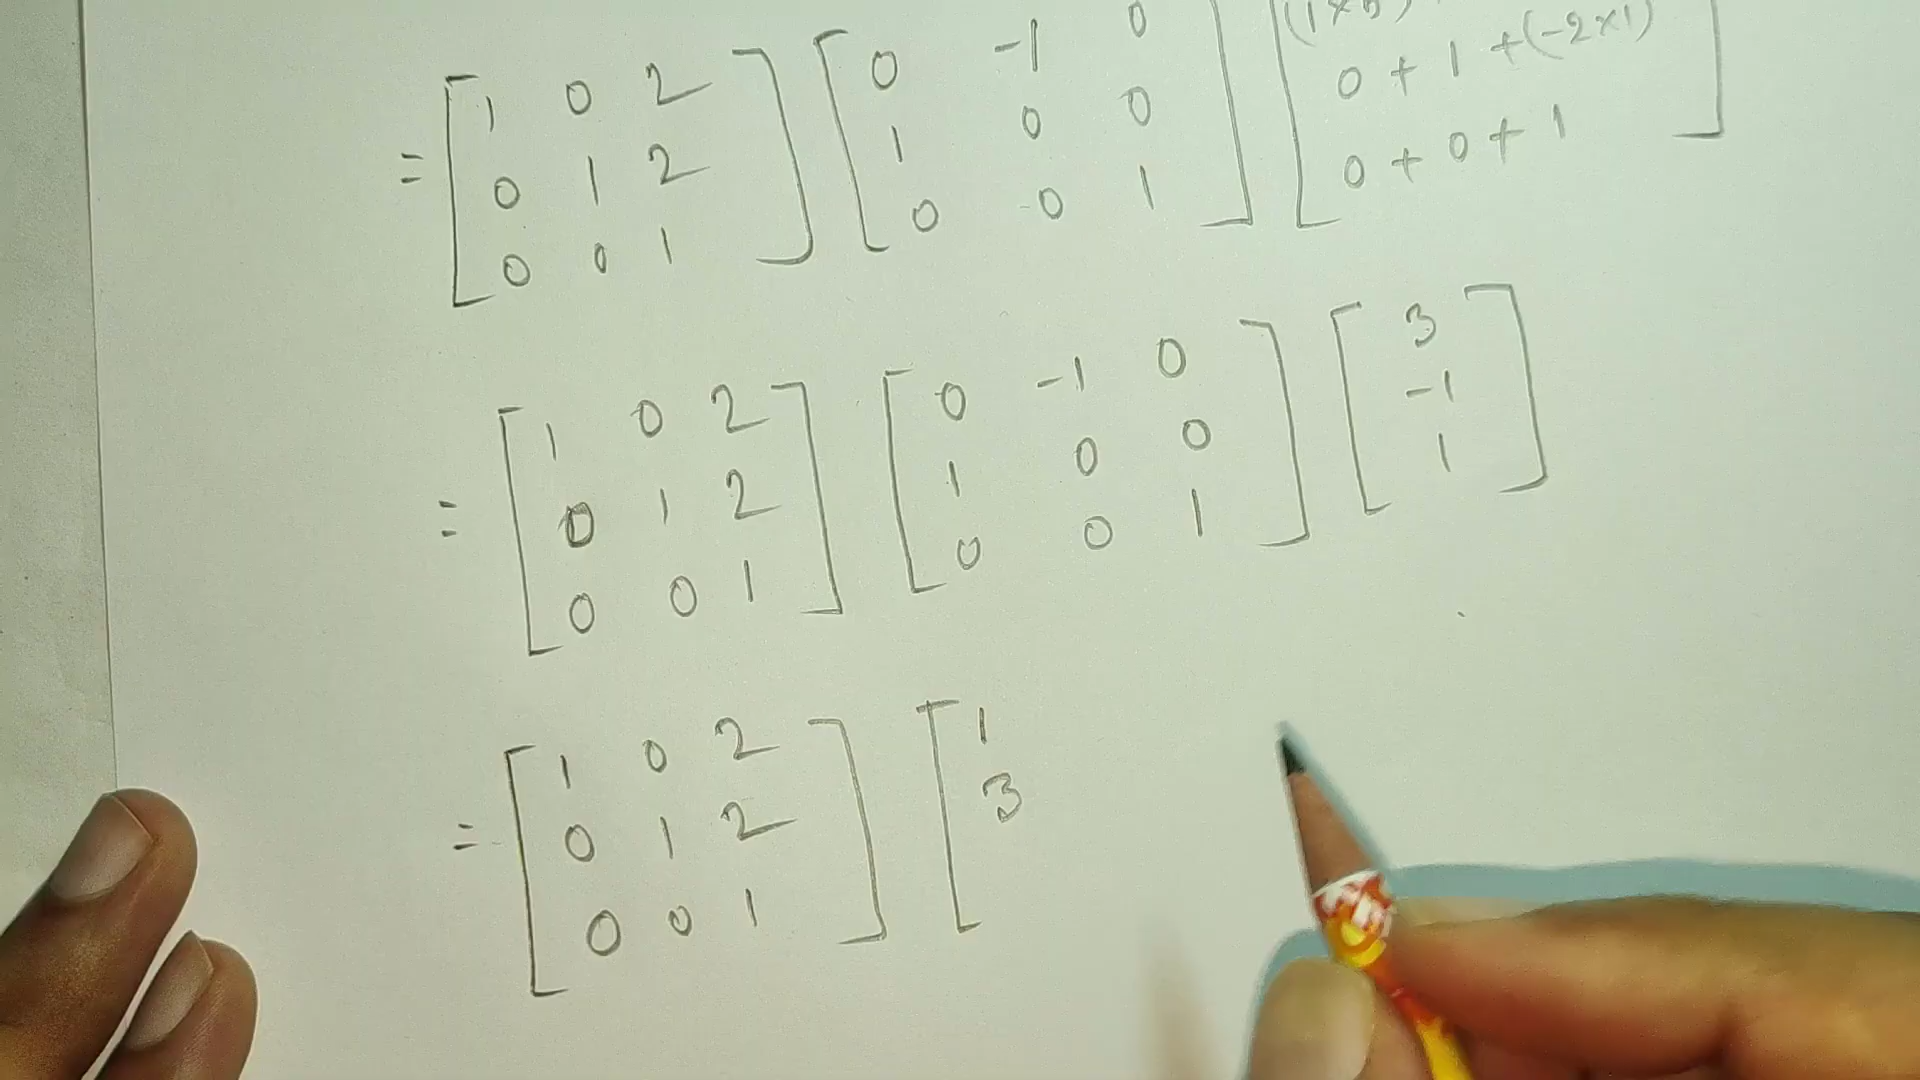 0 -1 0 (1×5)
= 1 0 2 0 + 1 + (-2×1)
0 1 2 1 0 0 0 + 0 + 1
0 0 1 0 0 1
1 0 2 0 -1 0 3
= 0 1 2 1 0 0 -1
0 0 1 0 0 1 1
1 0 2 1
= 0 1 2 3
0 0 1